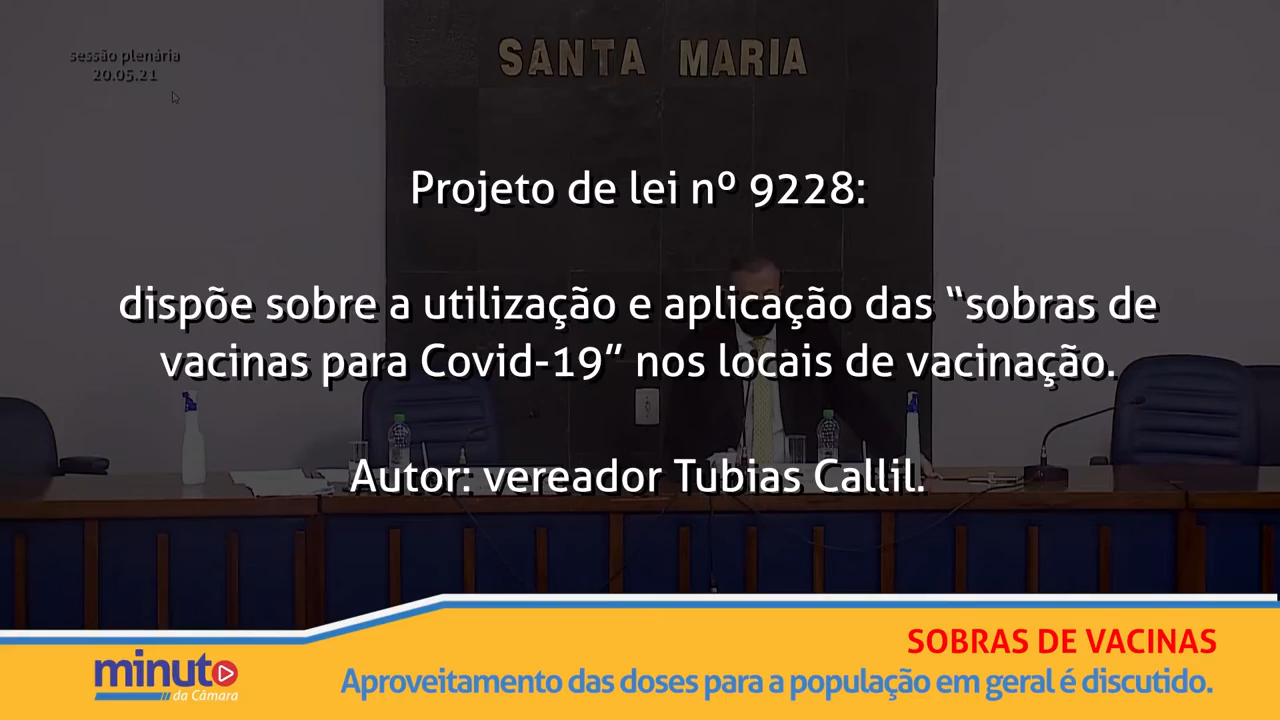 sessão plenária
20.05.21
SANTA MARIA
Projeto de lei nº 9228:
dispõe sobre a utilização e aplicação das “sobras de
vacinas para Covid-19” nos locais de vacinação.
Autor: vereador Tubias Callil.
SOBRAS DE VACINAS
minuto
// da Câmara
Aproveitamento das doses para a população em geral é discutido.